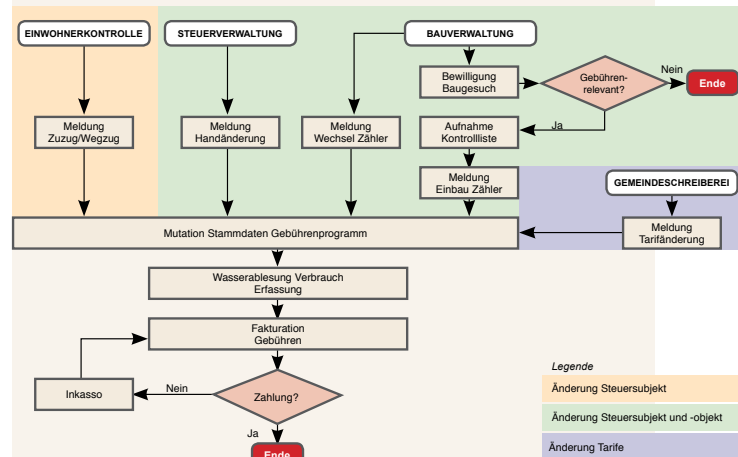 EINWOHNERKONTROLLE
STEUERVERWALTUNG
BAUVERWALTUNG
Bewilligung
Baugesuch
Gebühren-
relevant?
Nein
Ende
Meldung
Zuzug/Wegzug
Meldung
Handänderung
Meldung
Wechsel Zähler
Aufnahme
Kontrollliste
Ja
Meldung
Einbau Zähler
GEMEINDESCHREIBEREI
Meldung
Tarifänderung
Mutation Stammdaten Gebührenprogramm
Wasserablesung Verbrauch
Erfassung
Fakturation
Gebühren
Inkasso
Nein
Zahlung?
Ja
Ende
Legende
Änderung Steuersubjekt
Änderung Steuersubjekt und -objekt
Änderung Tarife